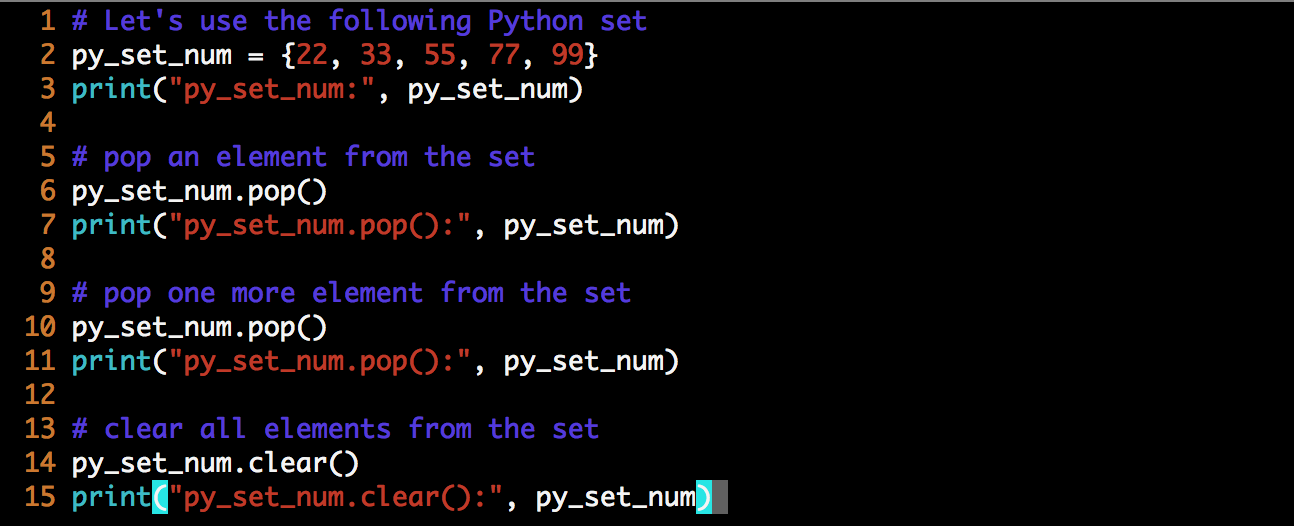 1 # Let's use the following Python set
2 py_set_num = {22, 33, 55, 77, 99}
3 print("py_set_num:", py_set_num)
4
5 # pop an element from the set
6 py_set_num.pop()
7 print("py_set_num.pop():", py_set_num)
8
9 # pop one more element from the set
10 py_set_num.pop()
11 print("py_set_num.pop():", py_set_num)
12
13 # clear all elements from the set
14 py_set_num.clear()
15 print("py_set_num.clear():", py_set_num)